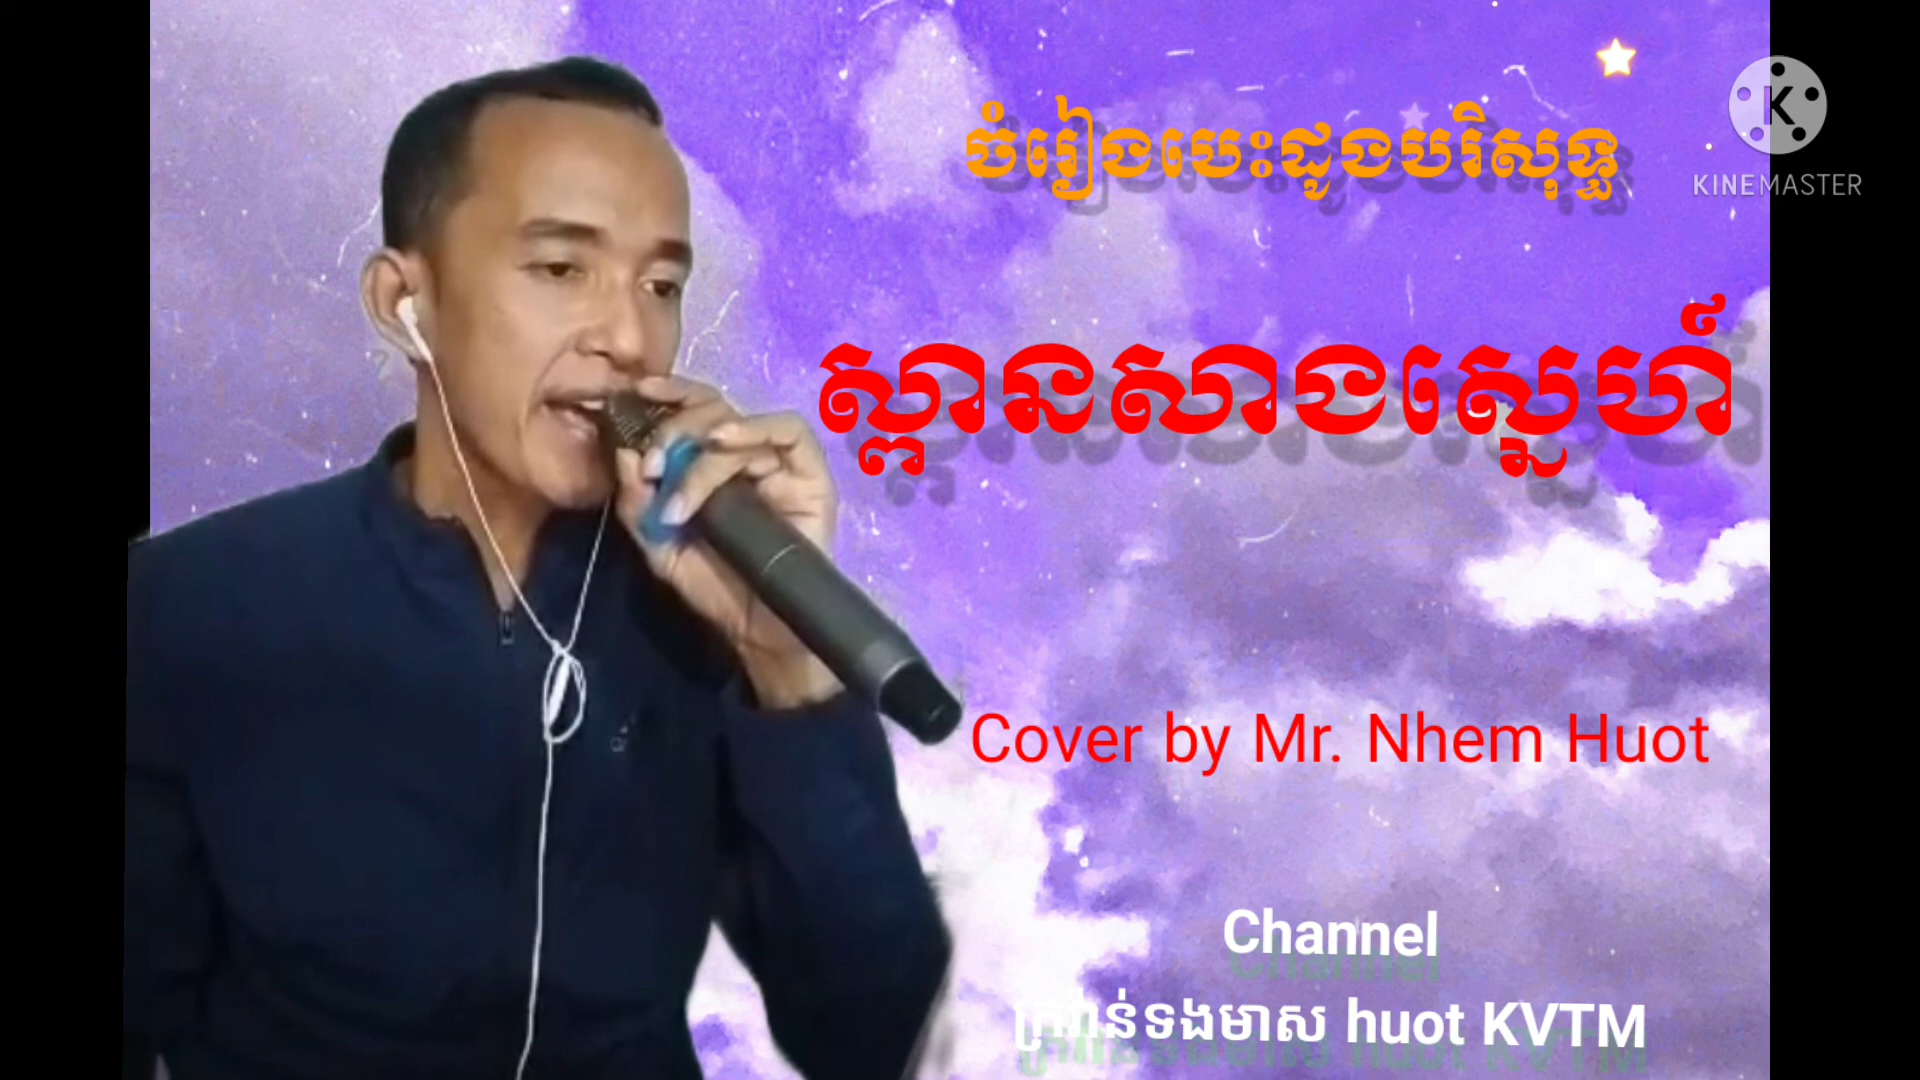 ចំរៀងបេះដូងបរិសុទ្ធ
K
KINEMASTER
ស្ពានសាងស្នេហ៍
Cover by Mr. Nhem Huot
Channel
ក្រវ៉ាន់ទងមាស huot KVTM